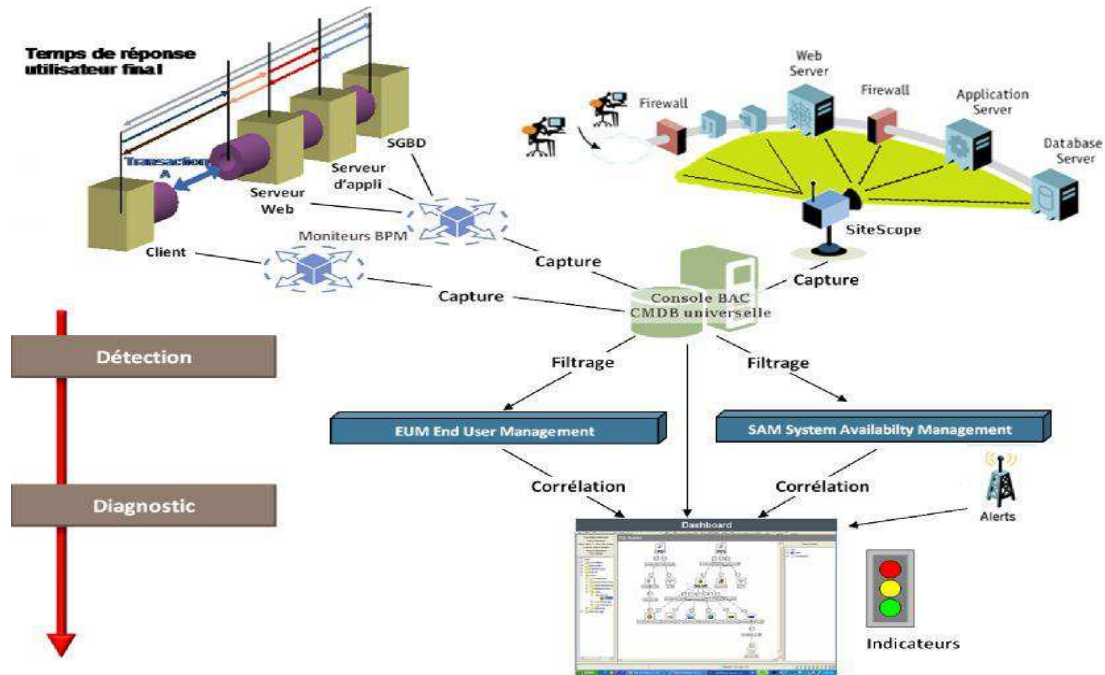 Temps de réponse
utilisateur final
Transaction
A
Client
Serveur
Web
Serveur
d'appli
SGBD
Moniteurs BPM
Capture
Capture
Firewall
Web
Server
Firewall
Application
Server
Database
Server
SiteScope
Capture
Console BAC
CMDB universelle
Détection
Filtrage
Filtrage
EUM End User Management
SAM System Availabilty Management
Diagnostic
Corrélation
Corrélation
Alerts
Dashboard
Indicateurs